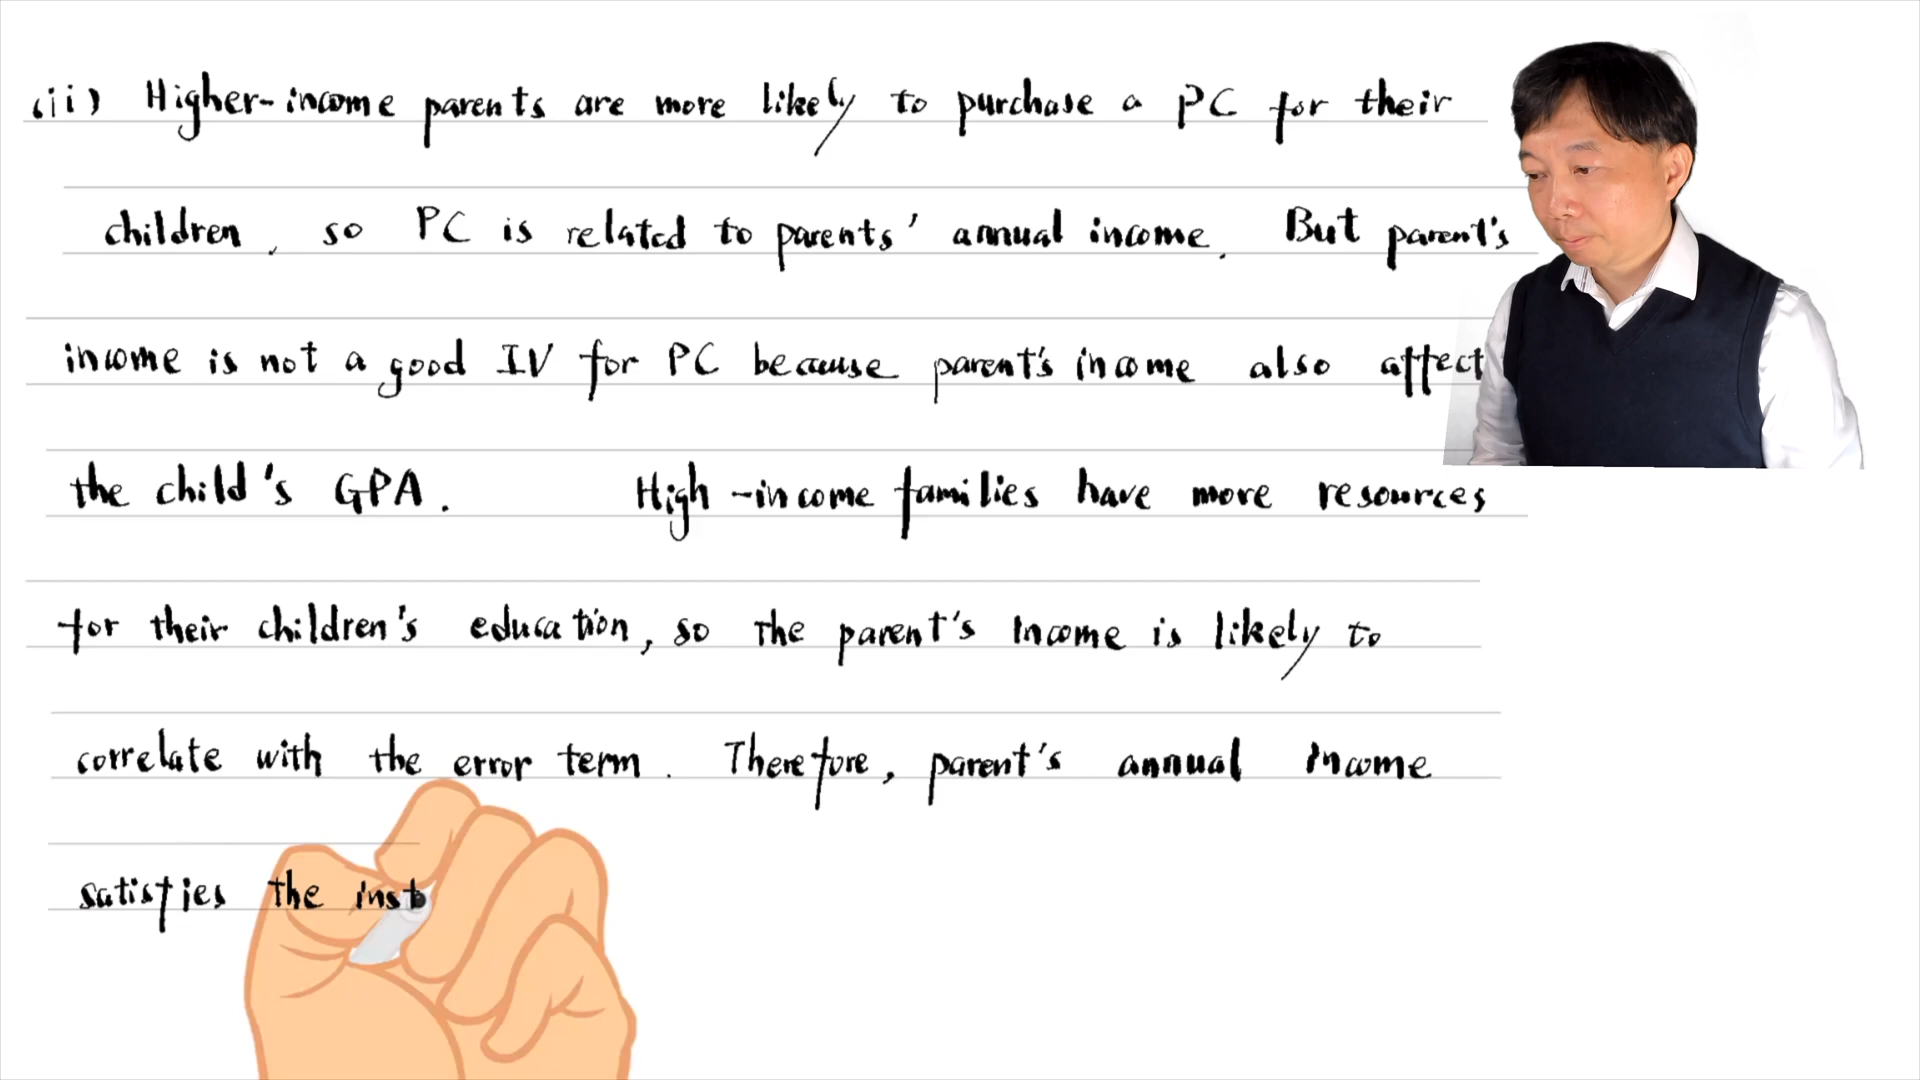 (ii) Higher-income parents are more likely to purchase a PC for their
children, so PC is related to parents' annual income. But parent's
income is not a good IV for PC because parent's income also affect
the child's GPA. High-income families have more resources
for their children's education, so the parent's income is likely to
correlate with the error term. Therefore, parent's annual income
satisfies the inst